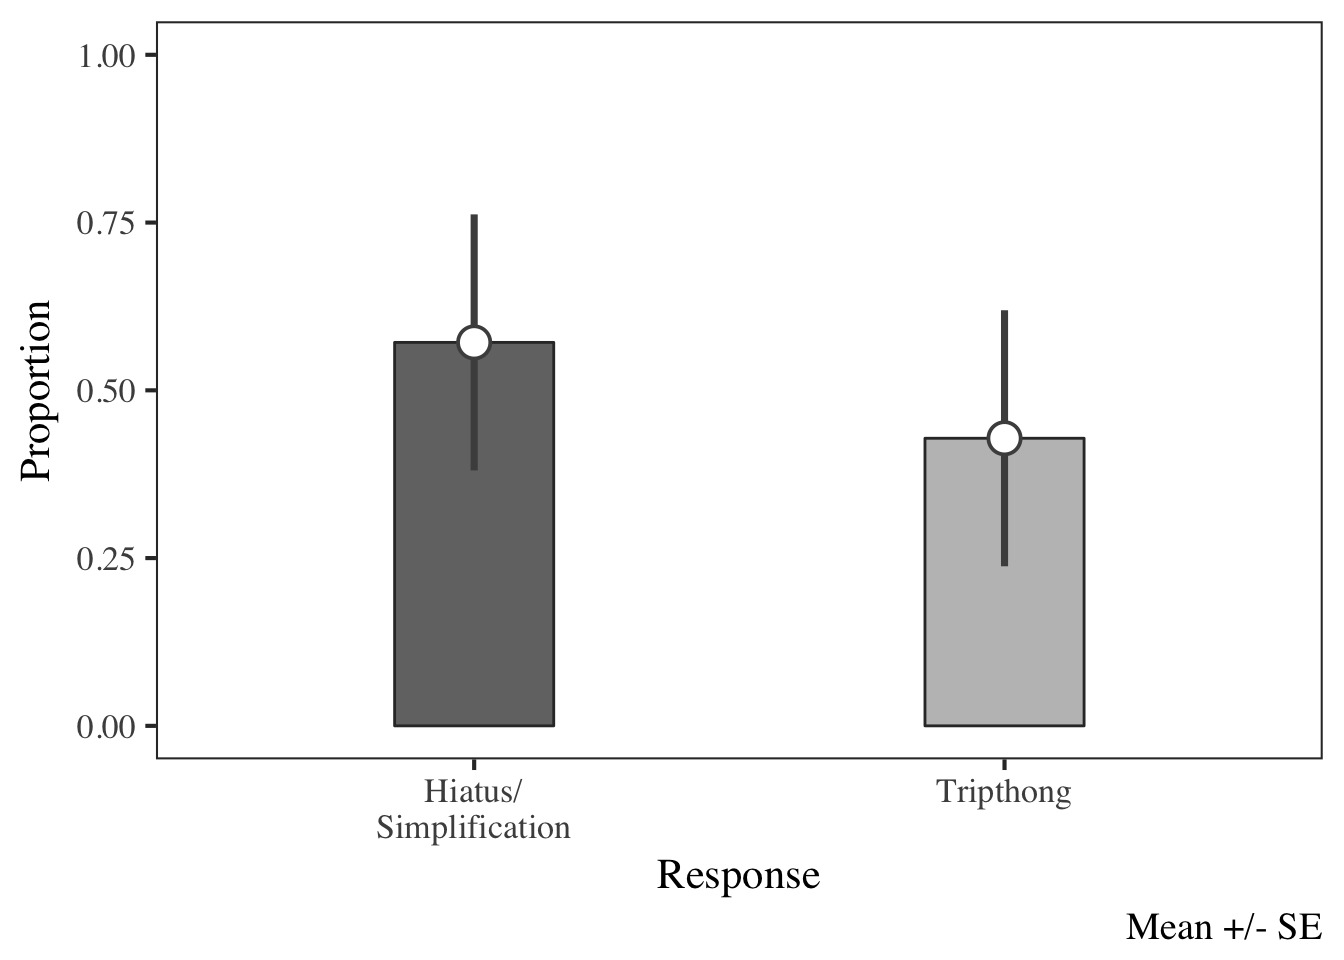 1.00
0.75
0.50
0.25
0.00
Proportion
Hiatus/
Simplification
Tripthong
Response
Mean +/- SE